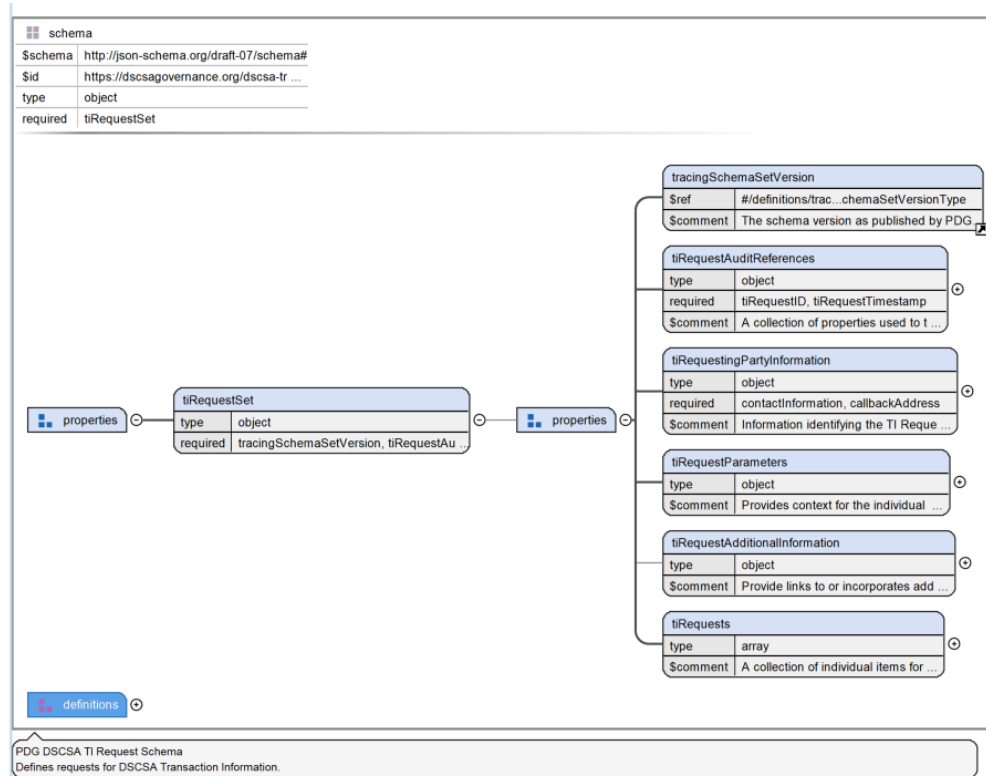 schema
$schema http://json-schema.org/draft-07/schema#
$id https://dscsagovernance.org/dscsa-tr ...
type object
required tiRequestSet
tracingSchemaSetVersion
$ref #/definitions/trac...chemaSetVersionType
$comment The schema version as published by PDG
tiRequestAuditReferences
type object
required tiRequestID, tiRequestTimestamp
$comment A collection of properties used to t ...
tiRequestingPartyInformation
type object
required contactInformation, callbackAddress
$comment Information identifying the TI Reque ...
properties
tiRequestSet
type object
required tracingSchemaSetVersion, tiRequestAu ...
properties
tiRequestParameters
type object
$comment Provides context for the individual ...
tiRequestAdditionalInformation
type object
$comment Provide links to or incorporates add ...
tiRequests
type array
$comment A collection of individual items for ...
definitions
PDG DSCSA TI Request Schema
Defines requests for DSCSA Transaction Information.